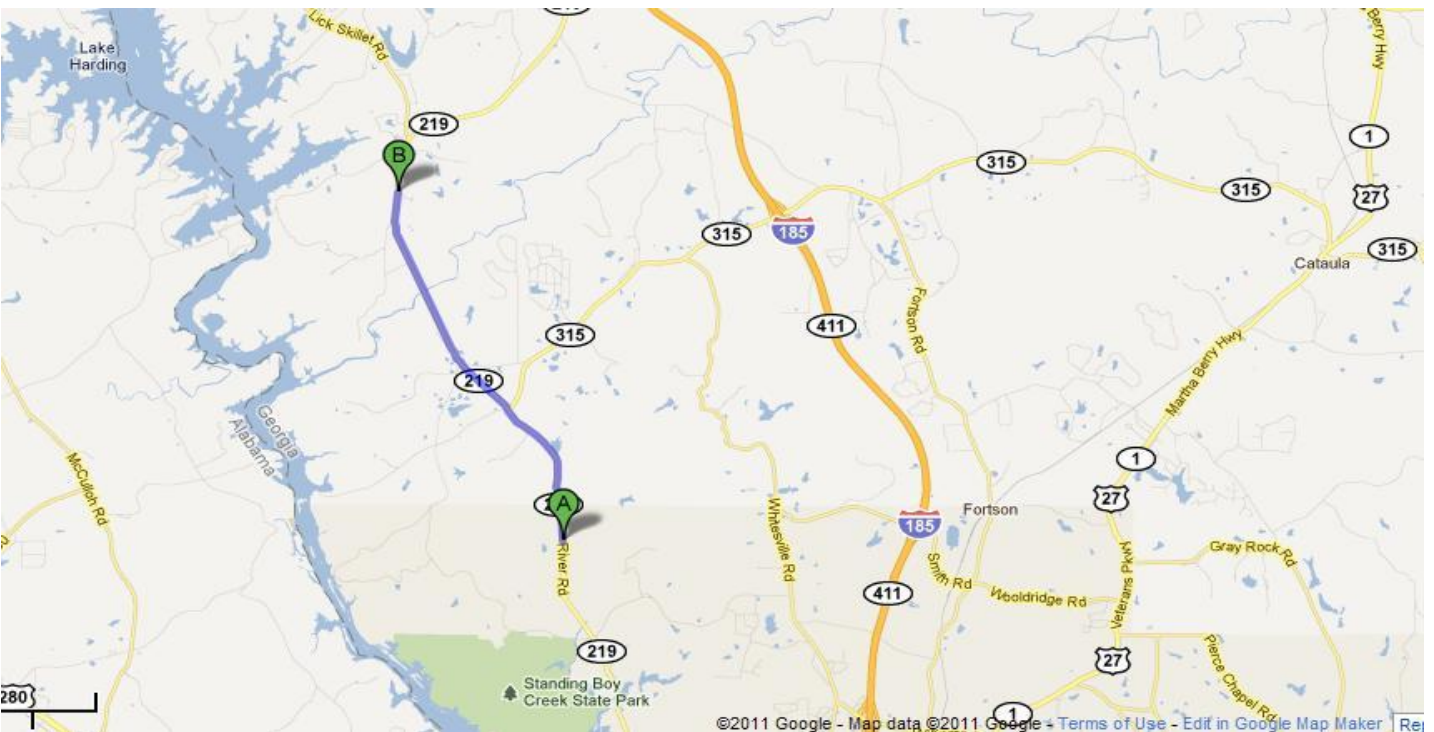 Lick Skillet Rd
Berry Hwy
Lake
Harding
219
1
B
315
315
27
315
185
315
Cataula
Fortson Rd
411
315
Martha Berry Hwy
219
Georgia
Alabama
McCulloh Rd
1
27
A
Whitesville Rd
185
Fortson
River Rd
Gray Rock Rd
Smith Rd
411
Wooldridge Rd
Veterans Pkwy
219
27
Pierce Chapel Rd
Standing Boy
Creek State Park
280
1
©2011 Google - Map data ©2011 Google - Terms of Use - Edit in Google Map Maker